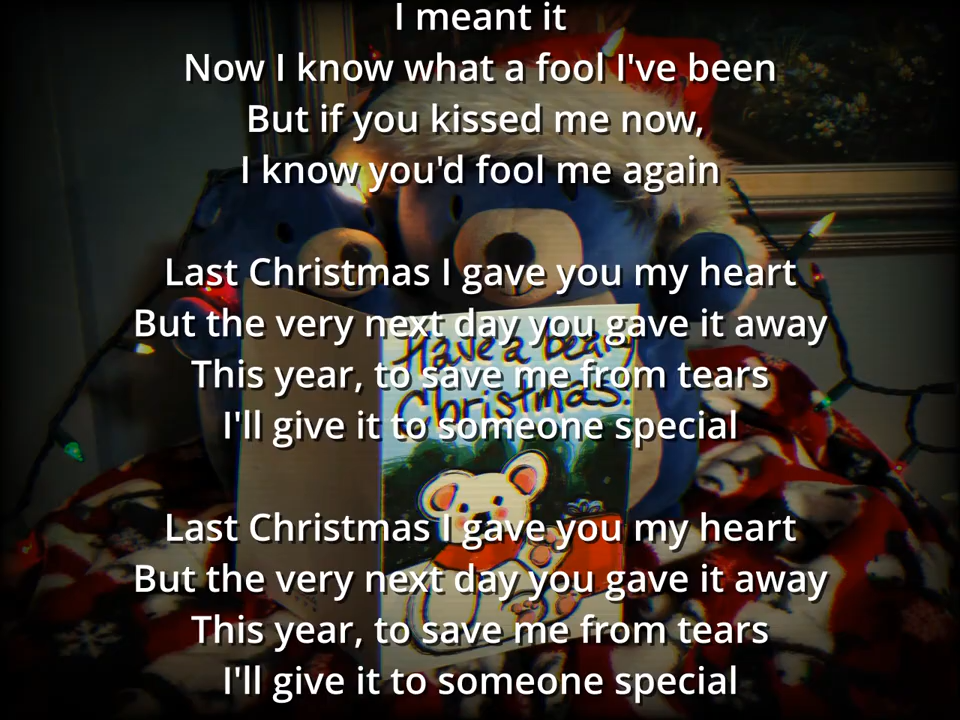 I meant it
Now I know what a fool I've been
But if you kissed me now,
I know you'd fool me again
Last Christmas I gave you my heart
But the very next day you gave it away
This year, to save me from tears
I'll give it to someone special
Last Christmas I gave you my heart
But the very next day you gave it away
This year, to save me from tears
I'll give it to someone special
Have a beary
Christmas!